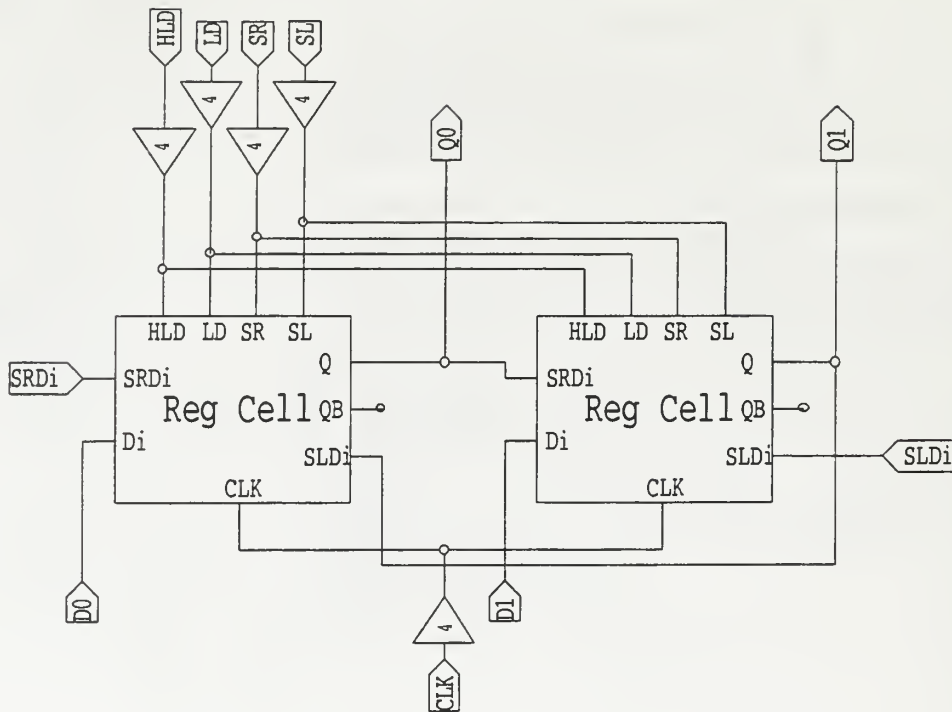 HLD LD SR SL
4 4
4 4
Q0 Q1
HLD LD SR SL HLD LD SR SL
Q Q
SRDi SRDi SRDi
Reg Cell QB Reg Cell QB
Di Di
SLDi SLDi SLDi
CLK CLK
D0 D1
4
CLK